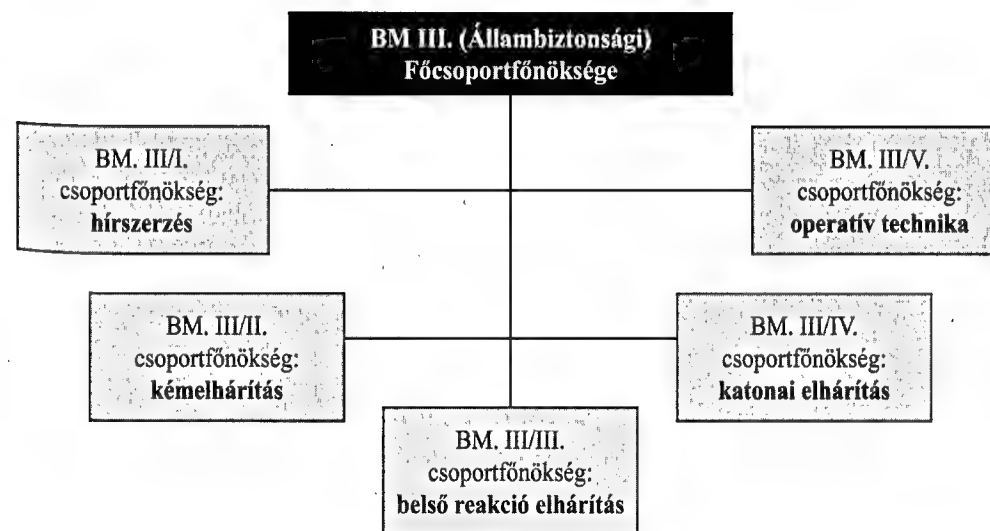 BM III. (Állambiztonsági)
Főcsoportfőnöksége
BM. III/I.
csoportfőnökség:
hírszerzés
BM. III/V.
csoportfőnökség:
operatív technika
BM. III/II.
csoportfőnökség:
kémelhárítás
BM. III/IV.
csoportfőnökség:
katonai elhárítás
BM. III/III.
csoportfőnökség:
belső reakció elhárítás